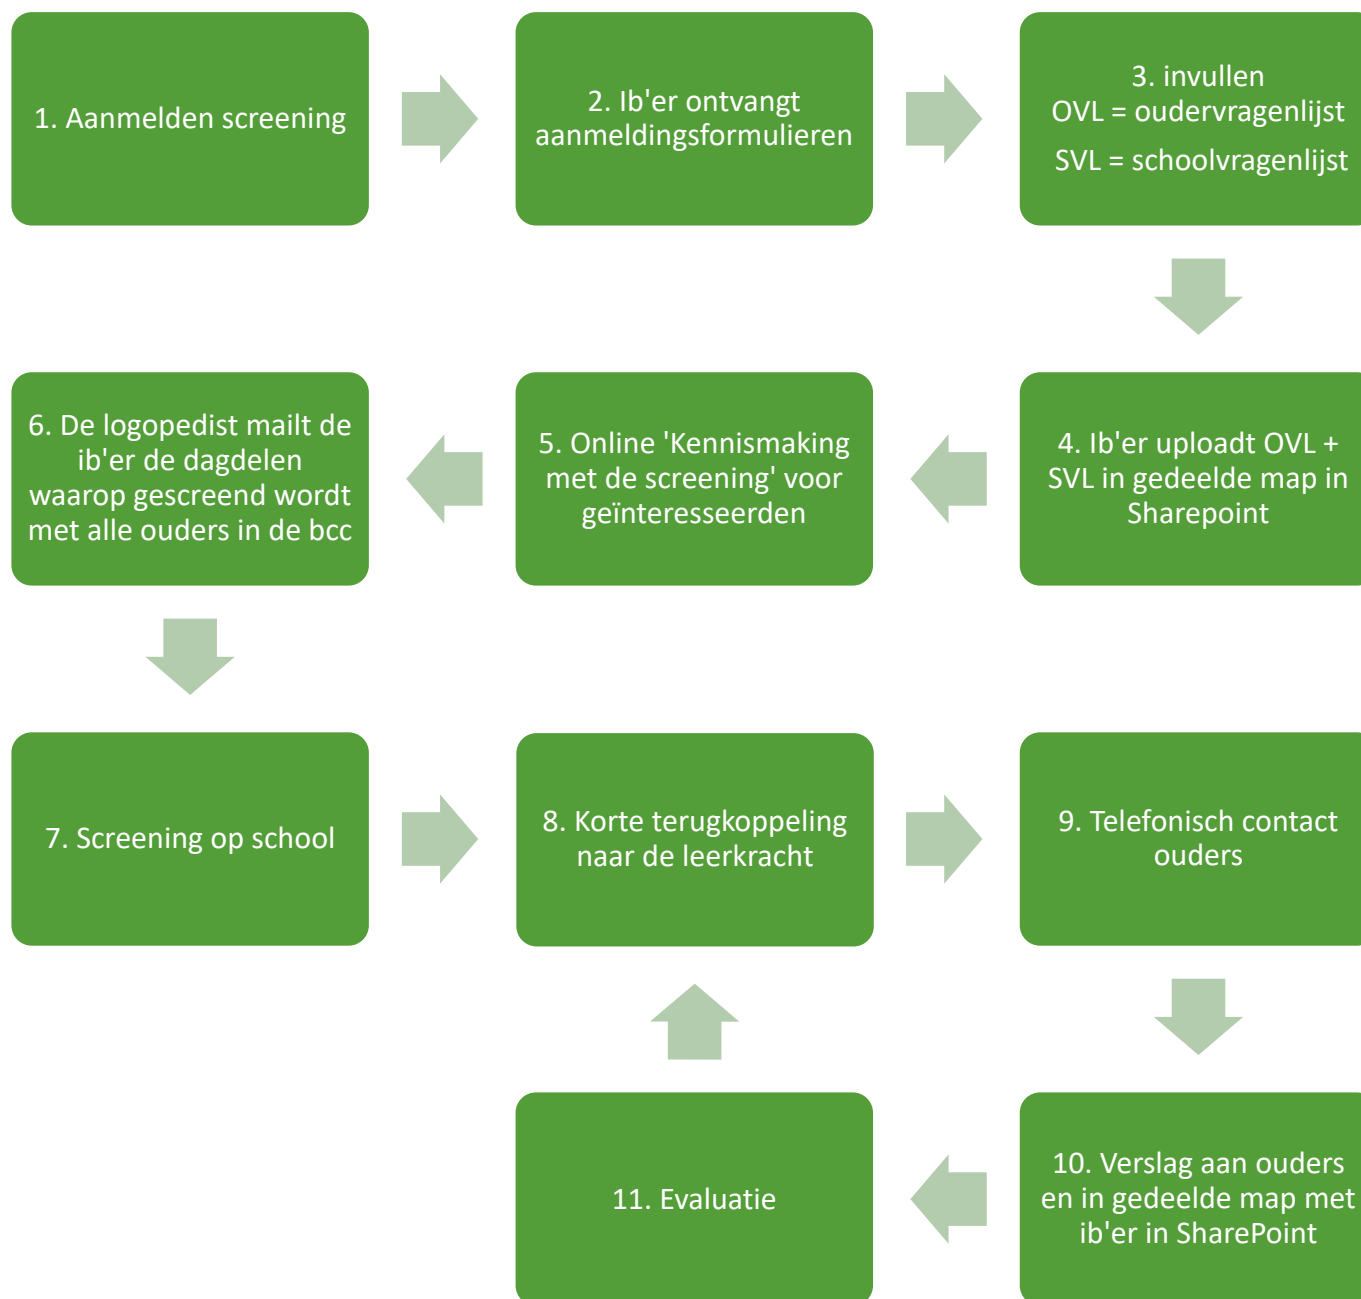 1. Aanmelden screening
2. Ib'er ontvangt
aanmeldingsformulieren
3. invullen
OVL = oudervragenlijst
SVL = schoolvragenlijst
4. Ib'er uploadt OVL +
SVL in gedeelde map in
Sharepoint
5. Online 'Kennismaking
met de screening' voor
geïnteresseerden
6. De logopedist mailt de
ib'er de dagdelen
waarop gescreend wordt
met alle ouders in de bcc
7. Screening op school
8. Korte terugkoppeling
naar de leerkracht
9. Telefonisch contact
ouders
10. Verslag aan ouders
en in gedeelde map met
ib'er in SharePoint
11. Evaluatie